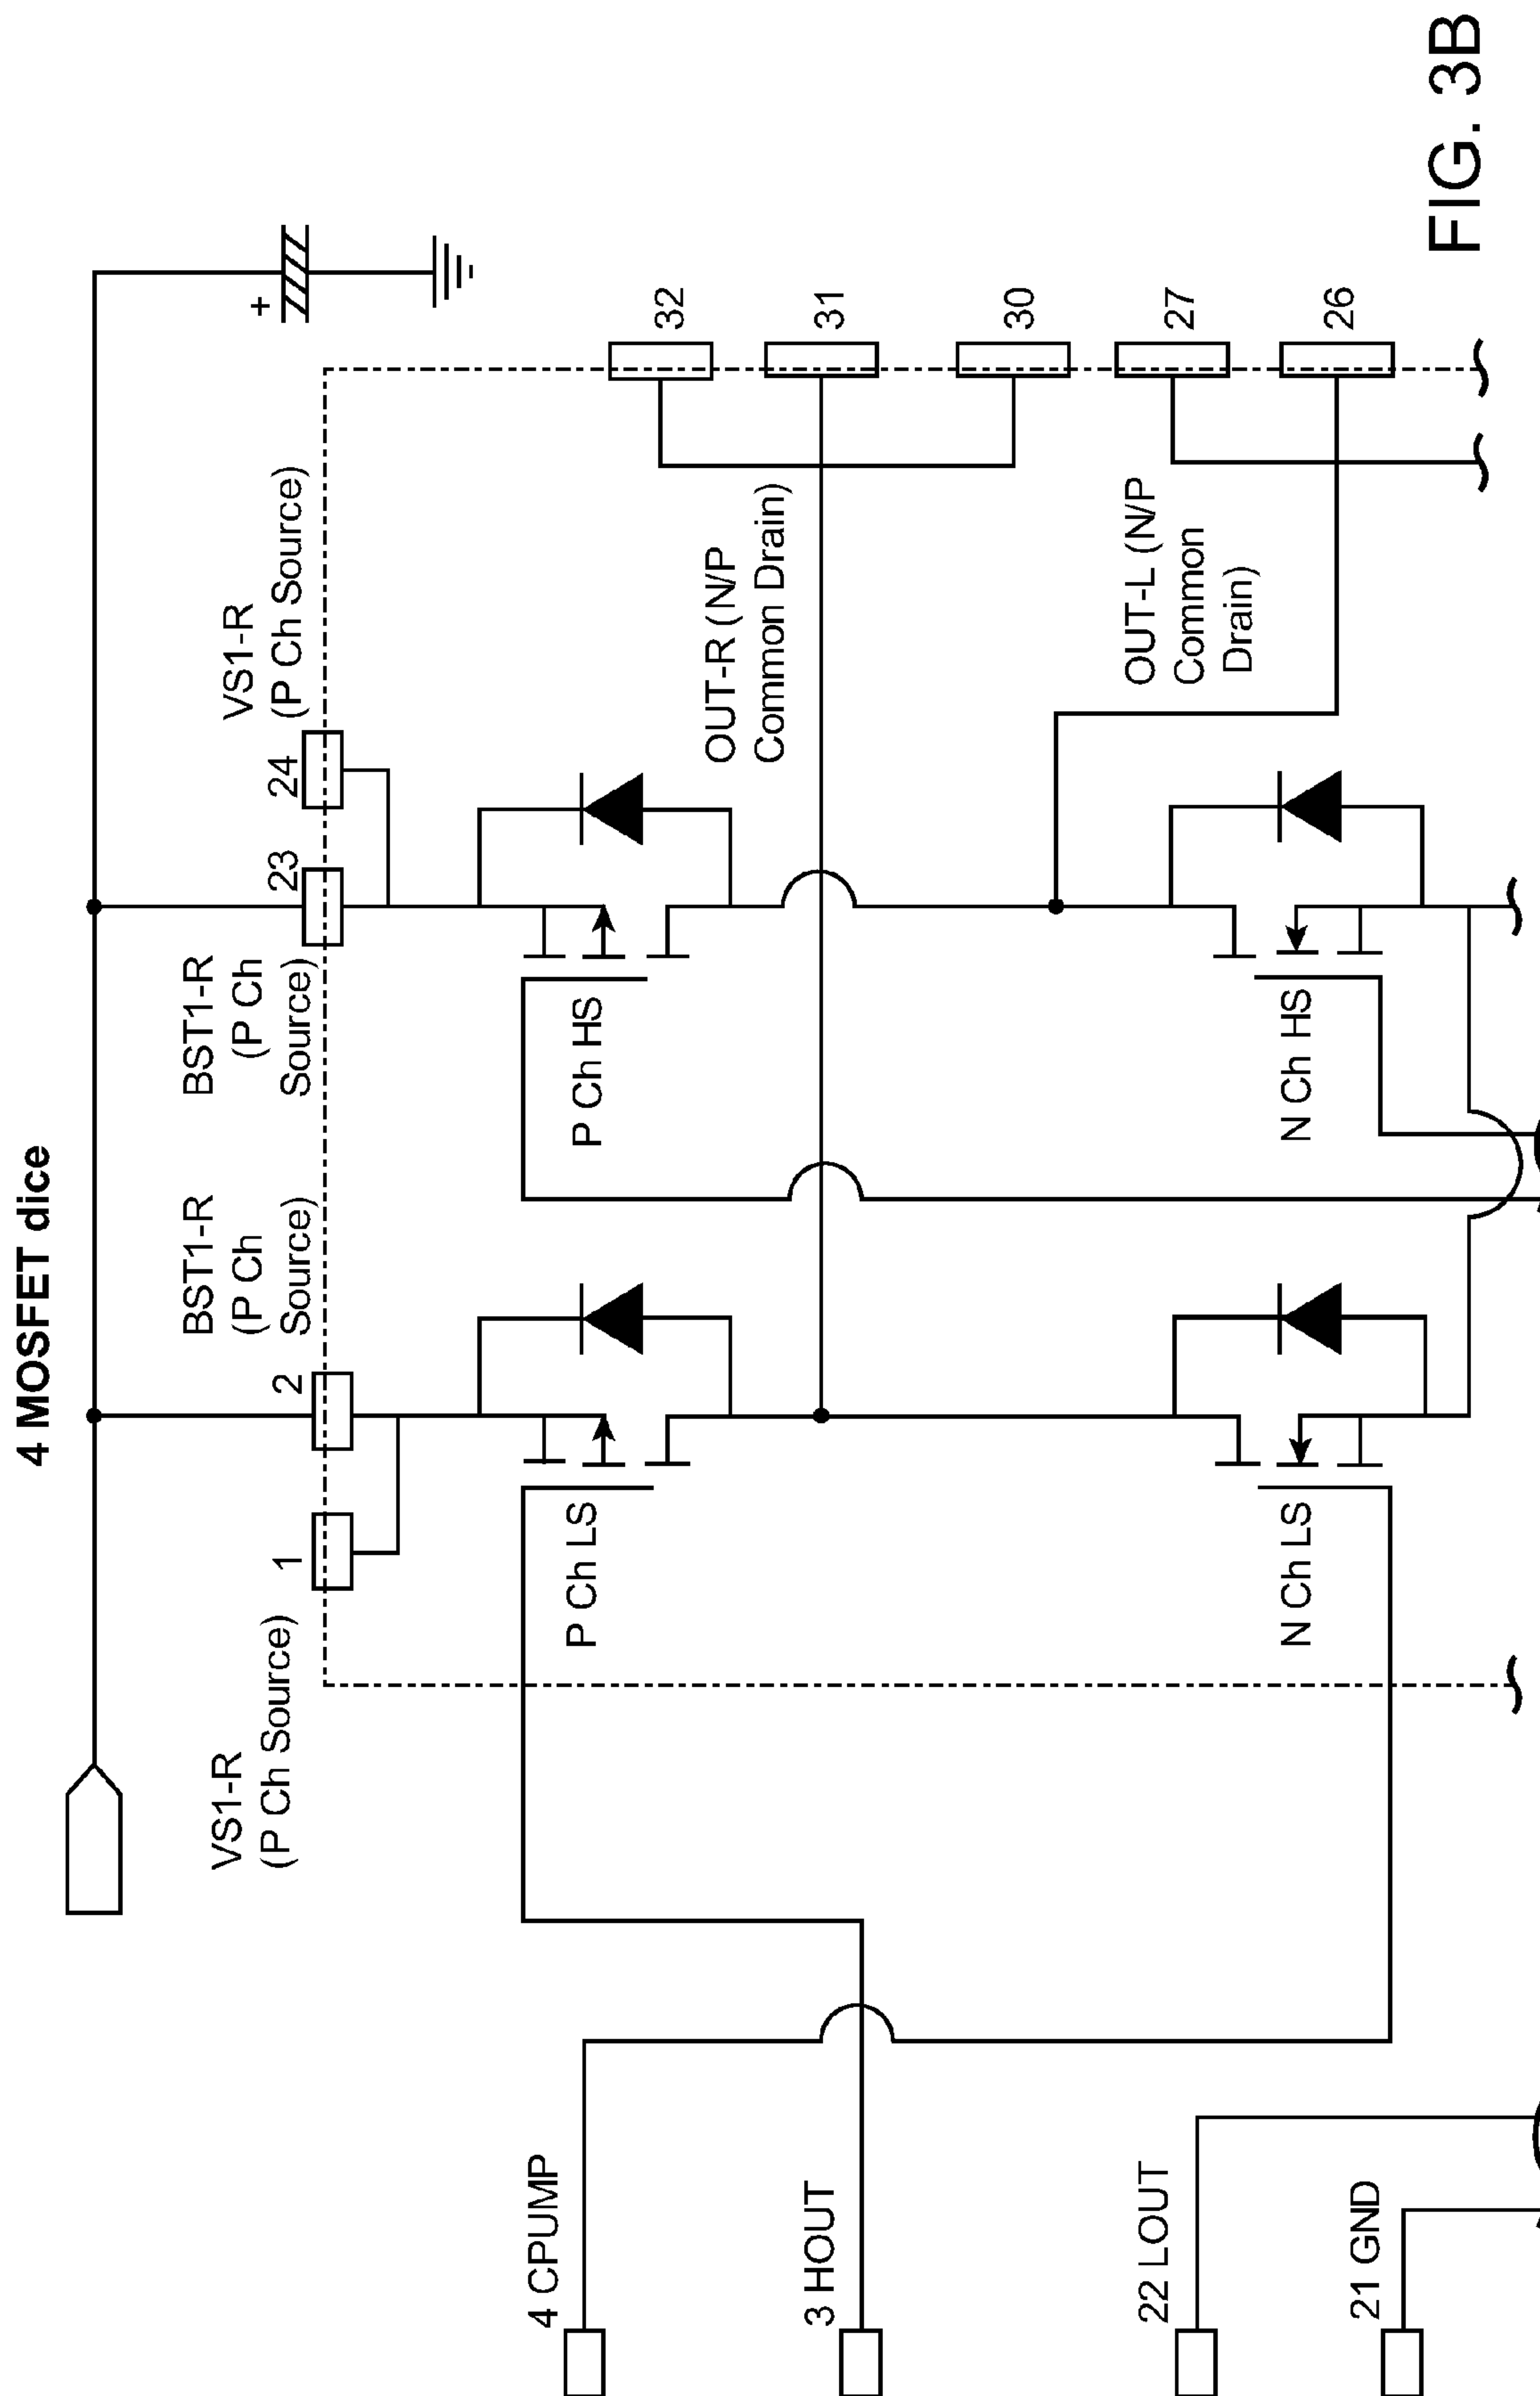 4 MOSFET dice
VS1-R
(P Ch Source)
1
2
BST1-R
(P Ch
Source)
BST1-R
(P Ch
Source)
23
24
VS1-R
(P Ch Source)
+
4 CPUMP
3 HOUT
22 LOUT
21 GND
P Ch LS
P Ch HS
N Ch LS
N Ch HS
OUT-R (N/P
Common Drain)
OUT-L (N/P
Common
Drain)
32
31
30
27
26
FIG. 3B